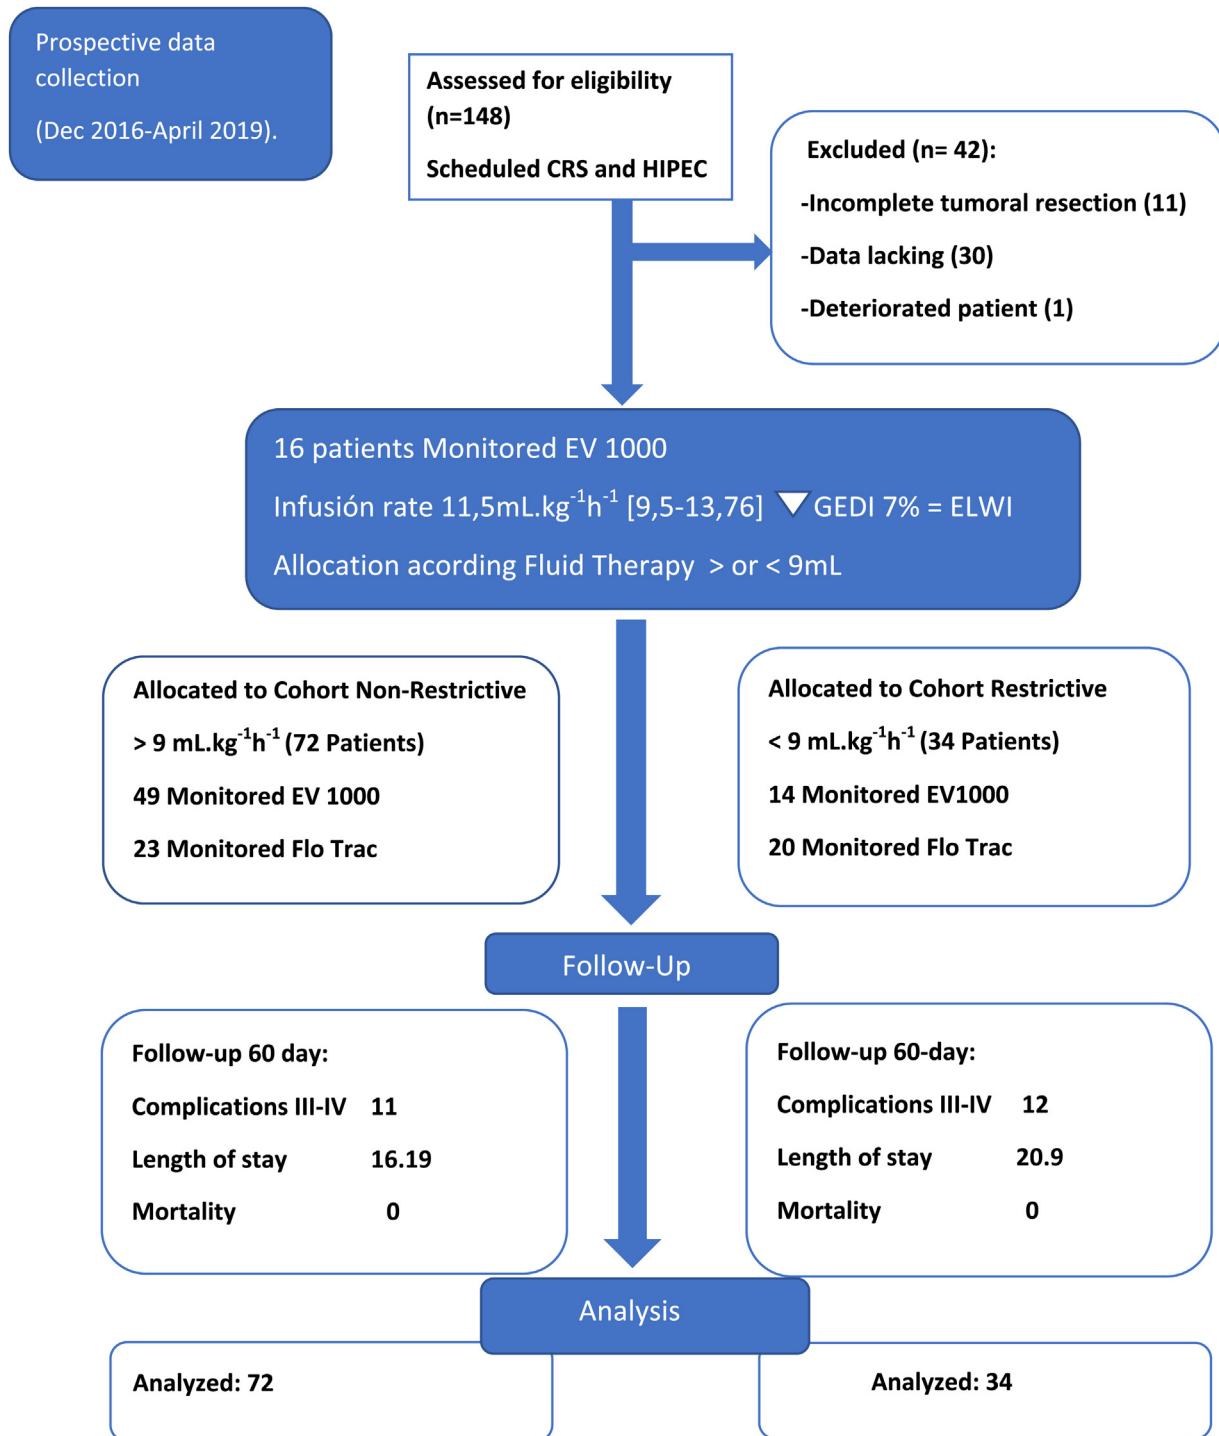 Prospective data
collection
(Dec 2016-April 2019).
Assessed for eligibility
(n=148)
Scheduled CRS and HIPEC
Excluded (n= 42):
-Incomplete tumoral resection (11)
-Data lacking (30)
-Deteriorated patient (1)
16 patients Monitored EV 1000
Infusión rate 11,5mL.kg⁻¹h⁻¹ [9,5-13,76] ▽ GEDI 7% = ELWI
Allocation acording Fluid Therapy > or < 9mL
Allocated to Cohort Non-Restrictive
> 9 mL.kg⁻¹h⁻¹ (72 Patients)
49 Monitored EV 1000
23 Monitored Flo Trac
Allocated to Cohort Restrictive
< 9 mL.kg⁻¹h⁻¹ (34 Patients)
14 Monitored EV1000
20 Monitored Flo Trac
Follow-Up
Follow-up 60 day:
Complications III-IV 11
Length of stay 16.19
Mortality 0
Follow-up 60-day:
Complications III-IV 12
Length of stay 20.9
Mortality 0
Analysis
Analyzed: 72
Analyzed: 34